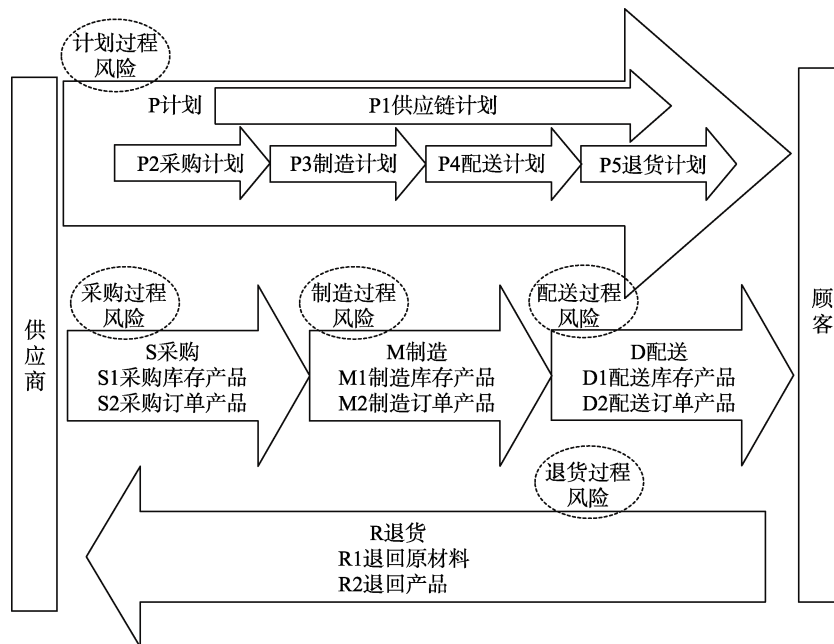 计划过程
风险
P计划
P1供应链计划
P2采购计划
P3制造计划
P4配送计划
P5退货计划
供应商
顾客
采购过程
风险
制造过程
风险
配送过程
风险
S采购
S1采购库存产品
S2采购订单产品
M制造
M1制造库存产品
M2制造订单产品
D配送
D1配送库存产品
D2配送订单产品
退货过程
风险
R退货
R1退回原材料
R2退回产品